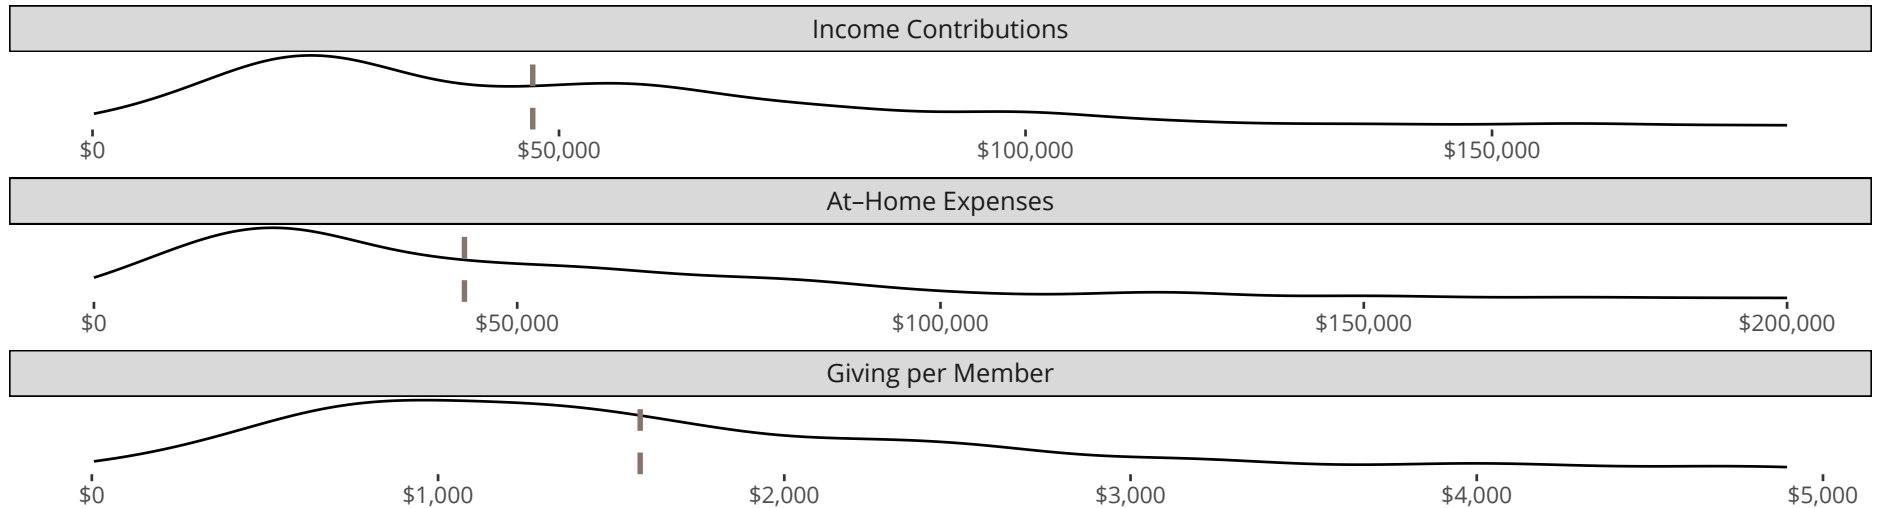 Income Contributions
$0 $50,000 $100,000 $150,000
At–Home Expenses
$0 $50,000 $100,000 $150,000 $200,000
Giving per Member
$0 $1,000 $2,000 $3,000 $4,000 $5,000